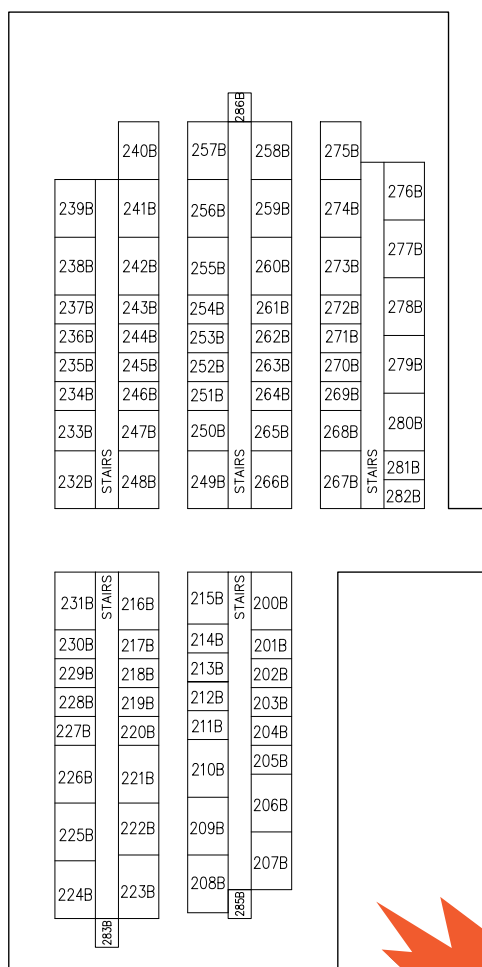 286B
240B 257B 258B 275B
276B
239B 241B 256B 259B 274B
277B
238B 242B 255B 260B 273B
278B
237B 243B 254B 261B 272B
236B 244B 253B 262B 271B
279B
235B 245B 252B 263B 270B
234B 246B 251B 264B 269B
280B
233B 247B 250B 265B 268B
281B
232B STAIRS 248B 249B STAIRS 266B 267B STAIRS
282B
231B STAIRS 216B 215B STAIRS 200B
230B 217B 214B 201B
229B 218B 213B 202B
228B 219B 212B 203B
227B 220B 211B 204B
205B
226B 221B 210B
206B
225B 222B 209B
207B
224B 223B 208B
285B
283B